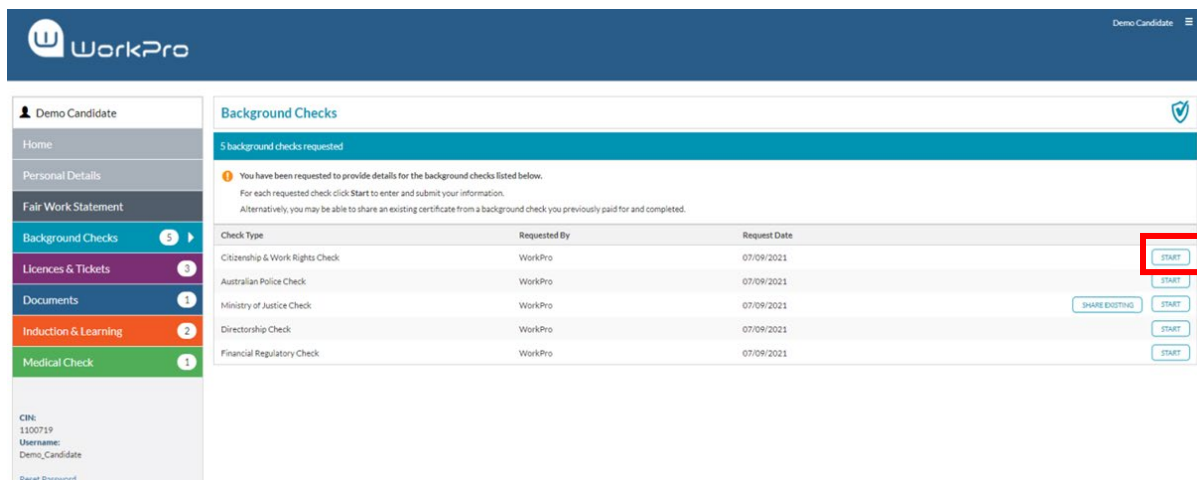 WorkPro
Demo Candidate
Demo Candidate
Home
Personal Details
Fair Work Statement
Background Checks 5
Licences & Tickets 3
Documents 1
Induction & Learning 2
Medical Check 1
CIN:
1100719
Username:
Demo_Candidate
Reset Password
Background Checks
5 background checks requested
You have been requested to provide details for the background checks listed below.
For each requested check click Start to enter and submit your information.
Alternatively, you may be able to share an existing certificate from a background check you previously paid for and completed.
Check Type Requested By Request Date
Citizenship & Work Rights Check WorkPro 07/09/2021 START
Australian Police Check WorkPro 07/09/2021 START
Ministry of Justice Check WorkPro 07/09/2021 SHARE EXISTING START
Directorship Check WorkPro 07/09/2021 START
Financial Regulatory Check WorkPro 07/09/2021 START